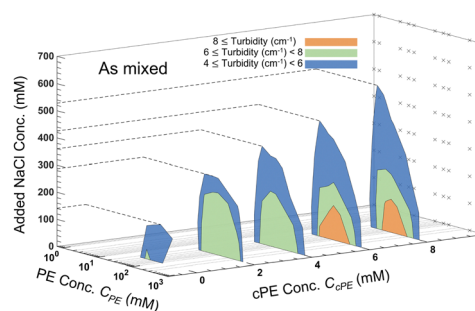 8 ≤ Turbidity (cm⁻¹)
6 ≤ Turbidity (cm⁻¹) < 8
4 ≤ Turbidity (cm⁻¹) < 6
As mixed
Added NaCl Conc. (mM)
700
600
500
400
300
200
100
0
10⁰
10¹
10²
10³
PE Conc. C_PE (mM)
0
2
4
6
8
cPE Conc. C_cPE (mM)